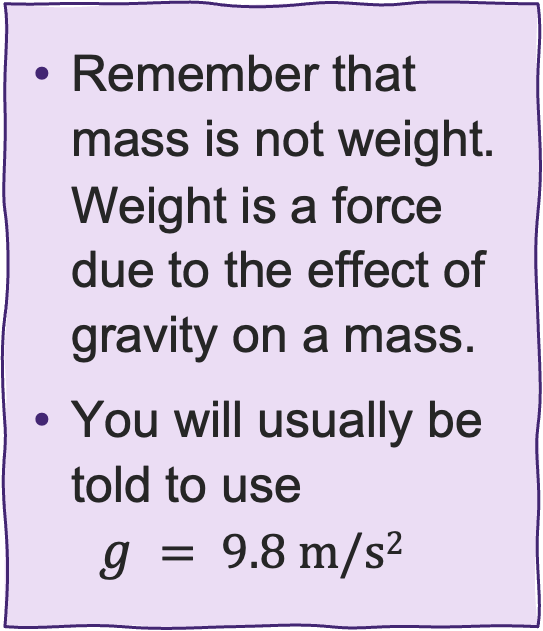 • Remember that
mass is not weight.
Weight is a force
due to the effect of
gravity on a mass.
• You will usually be
told to use
g = 9.8 m/s²